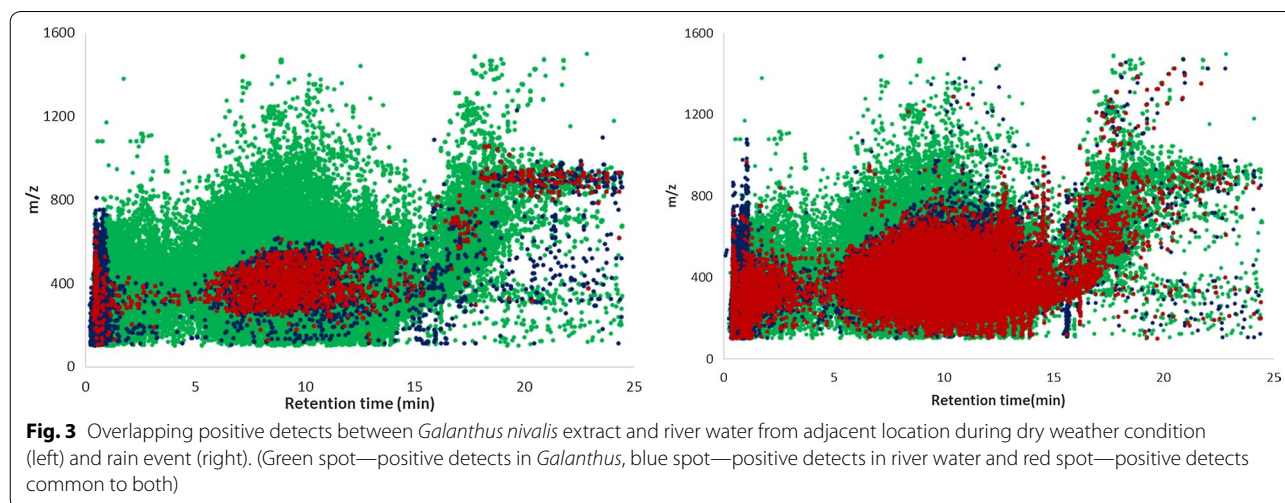 1600
1200
800
400
0
m/z
0 5 10 15 20 25
Retention time (min)
1600
1200
800
400
0
m/z
0 5 10 15 20 25
Retention time(min)
Fig. 3 Overlapping positive detects between Galanthus nivalis extract and river water from adjacent location during dry weather condition
(left) and rain event (right). (Green spot—positive detects in Galanthus, blue spot—positive detects in river water and red spot—positive detects
common to both)